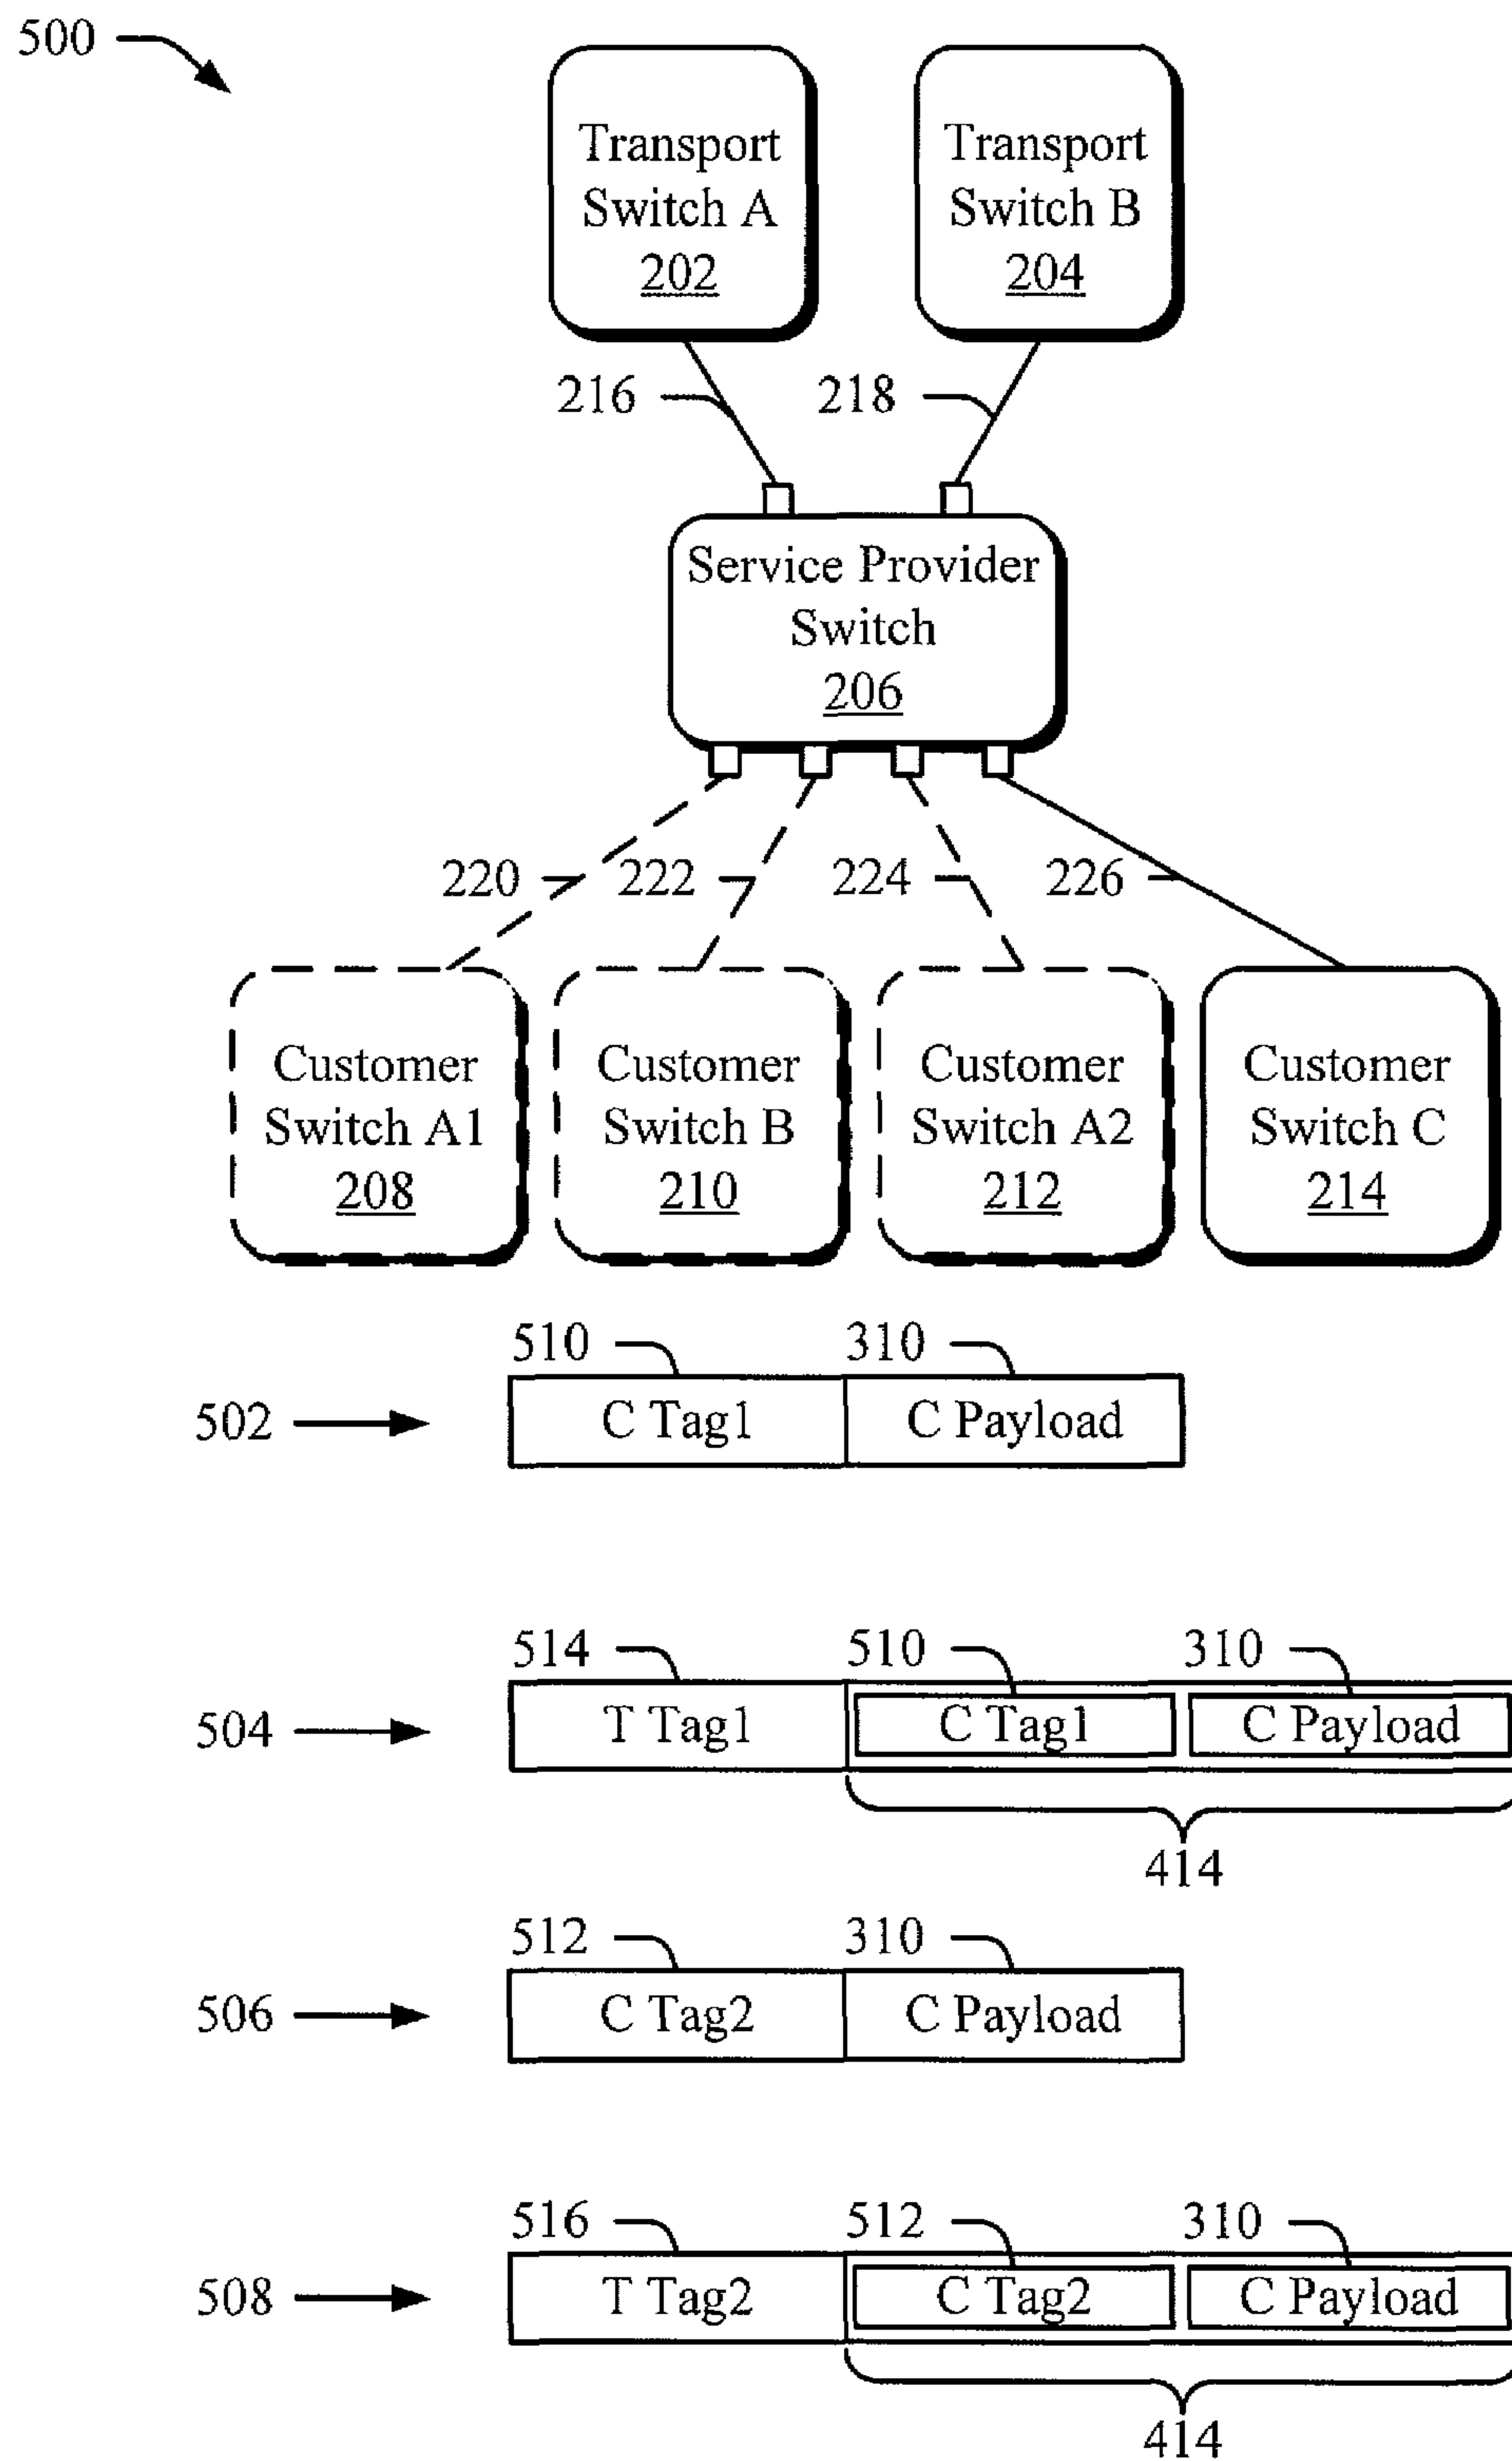 500
Transport
Switch A
202
Transport
Switch B
204
216
218
Service Provider
Switch
206
220
222
224
226
Customer
Switch A1
208
Customer
Switch B
210
Customer
Switch A2
212
Customer
Switch C
214
510 310
502 C Tag1 C Payload
514 510 310
504 T Tag1 C Tag1 C Payload
414
512 310
506 C Tag2 C Payload
516 512 310
508 T Tag2 C Tag2 C Payload
414